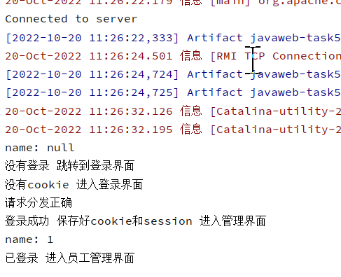 20-Oct-2022 11:26:22.179 信息 [main] org.apache.c
Connected to server
[2022-10-20 11:26:22,333] Artifact javaweb-task5
20-Oct-2022 11:26:24.501 信息 [RMI TCP Connection
[2022-10-20 11:26:24,724] Artifact javaweb-task5
[2022-10-20 11:26:24,725] Artifact javaweb-task5
20-Oct-2022 11:26:32.126 信息 [Catalina-utility-2
20-Oct-2022 11:26:32.195 信息 [Catalina-utility-2
name: null
没有登录 跳转到登录界面
没有cookie 进入登录界面
请求分发正确
登录成功 保存好cookie和session 进入管理界面
name: 1
已登录 进入员工管理界面